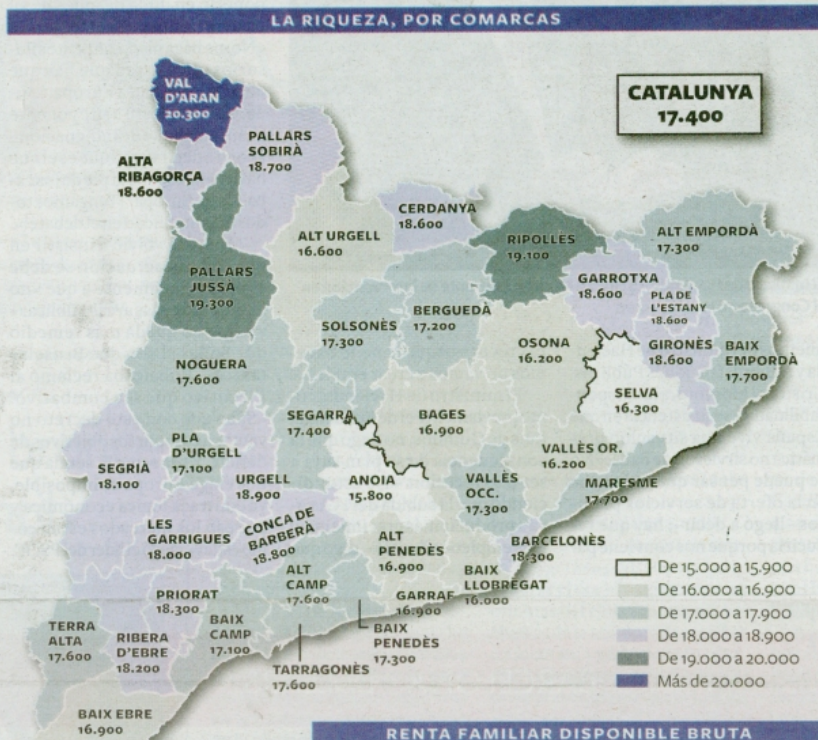 LA RIQUEZA, POR COMARCAS
CATALUNYA
17.400
VAL
D'ARAN
20.300
PALLARS
SOBIRÀ
18.700
ALTA
RIBAGORÇA
18.600
CERDANYA
18.600
ALT URGELL
16.600
RIPOLLÈS
19.100
ALT EMPORDÀ
17.300
PALLARS
JUSSÀ
19.300
GARROTXA
18.600
PLA DE
L'ESTANY
18.600
BERGUEDÀ
17.200
SOLSONÈS
17.300
OSONA
16.200
GIRONÈS
18.600
BAIX
EMPORDÀ
17.700
NOGUERA
17.600
SELVA
16.300
SEGARRA
17.400
BAGES
16.900
PLA
D'URGELL
17.100
VALLÈS OR.
16.200
SEGRIÀ
18.100
URGELL
18.900
ANOIA
15.800
VALLÈS
OCC.
17.300
MARESME
17.700
LES
GARRIGUES
18.000
CONCA DE
BARBERÀ
18.800
ALT
PENEDÈS
16.900
BARCELONÈS
18.300
BAIX
LLOBREGAT
16.000
ALT
CAMP
17.600
GARRAF
16.900
PRIORAT
18.300
TERRA
ALTA
17.600
RIBERA
D'EBRE
18.200
BAIX
CAMP
17.100
BAIX
PENEDÈS
17.300
TARRAGONÈS
17.600
BAIX EBRE
16.900
De 15.000 a 15.900
De 16.000 a 16.900
De 17.000 a 17.900
De 18.000 a 18.900
De 19.000 a 20.000
Más de 20.000
RENTA FAMILIAR DISPONIBLE BRUTA